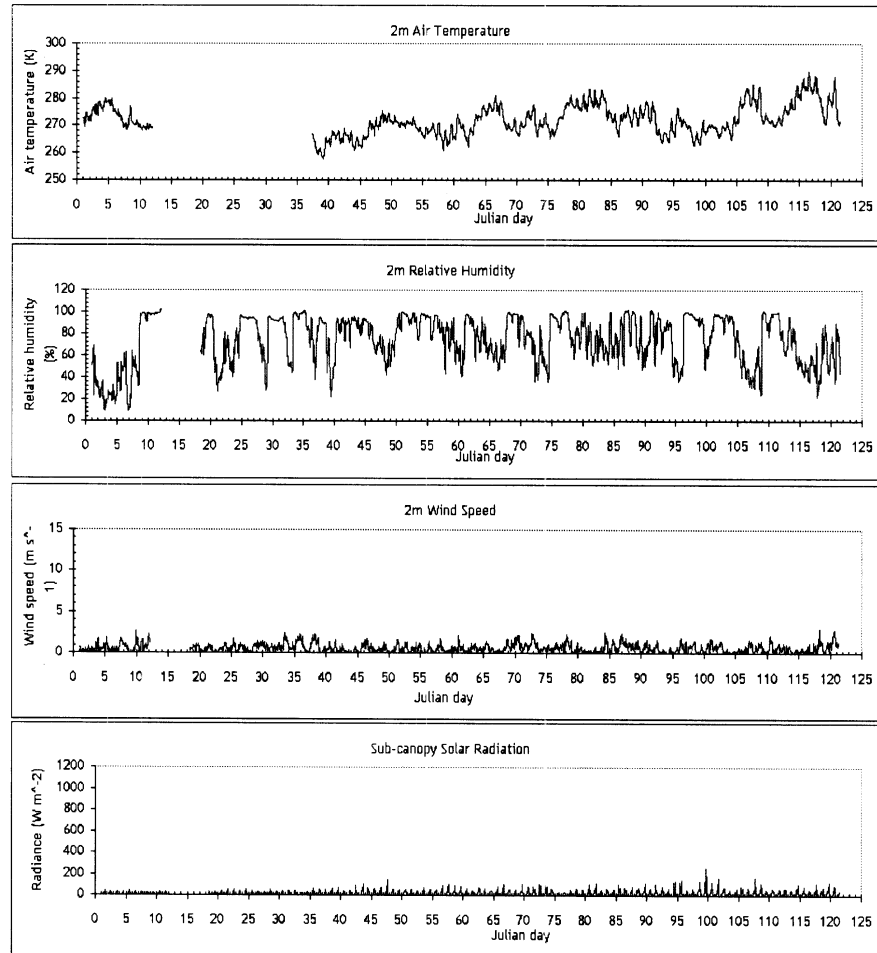 2m Air Temperature
Air temperature (K)
300
290
280
270
260
250
0 5 10 15 20 25 30 35 40 45 50 55 60 65 70 75 80 85 90 95 100 105 110 115 120 125
Julian day
2m Relative Humidity
Relative humidity
(%)
120
100
80
60
40
20
0
0 5 10 15 20 25 30 35 40 45 50 55 60 65 70 75 80 85 90 95 100 105 110 115 120 125
Julian day
2m Wind Speed
Wind speed (m s^-
1)
15
10
5
0
0 5 10 15 20 25 30 35 40 45 50 55 60 65 70 75 80 85 90 95 100 105 110 115 120 125
Julian day
Sub-canopy Solar Radiation
Radiance (W m^-2)
1200
1000
800
600
400
200
0
0 5 10 15 20 25 30 35 40 45 50 55 60 65 70 75 80 85 90 95 100 105 110 115 120 125
Julian day